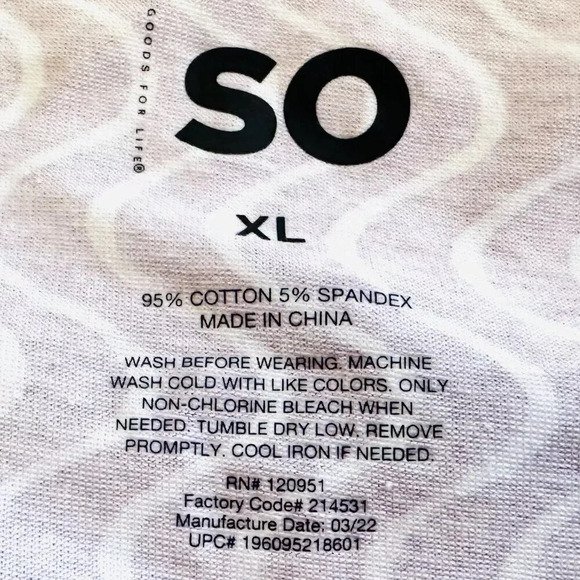 GOODS FOR LIFE®
SO
XL
95% COTTON 5% SPANDEX
MADE IN CHINA
WASH BEFORE WEARING. MACHINE
WASH COLD WITH LIKE COLORS. ONLY
NON-CHLORINE BLEACH WHEN
NEEDED. TUMBLE DRY LOW. REMOVE
PROMPTLY. COOL IRON IF NEEDED.
RN# 120951
Factory Code# 214531
Manufacture Date: 03/22
UPC# 196095218601